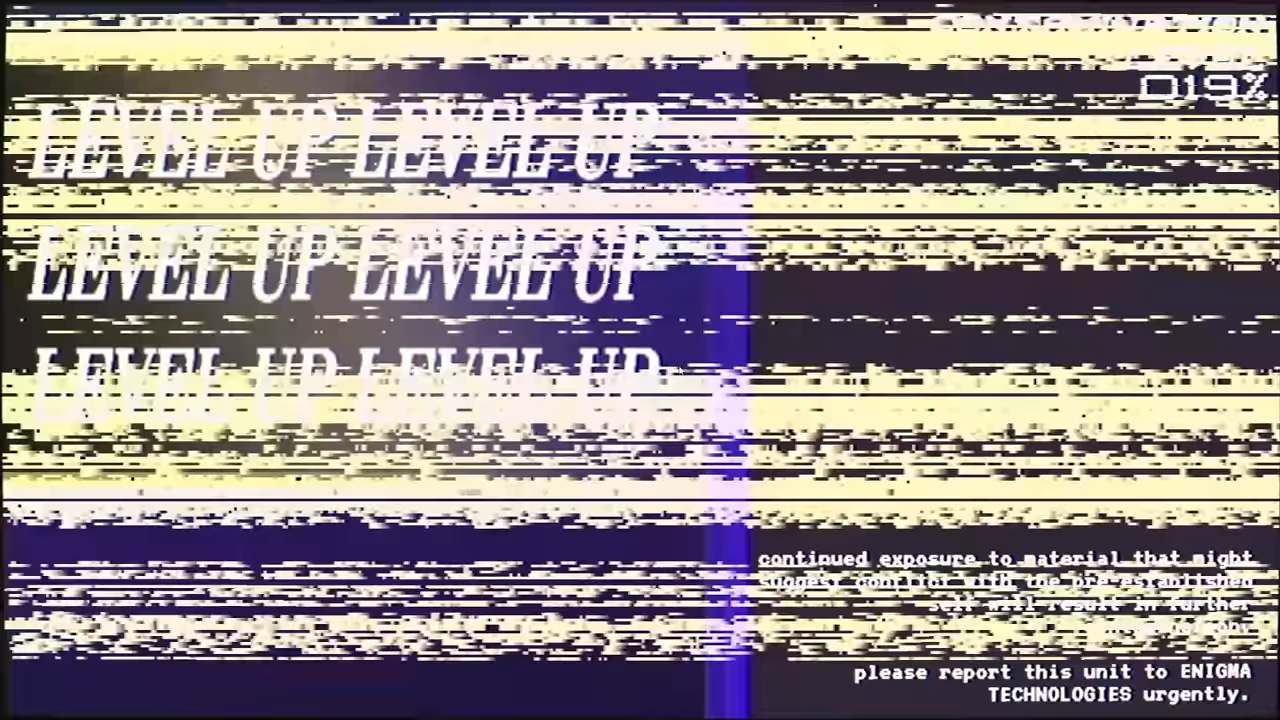 019%
LEVEL UP LEVEL UP
LEVEL UP LEVEL UP
LEVEL UP LEVEL UP
continued exposure to material that might
suggest conflict with the pre-established
self will result in further
please report this unit to ENIGMA
TECHNOLOGIES urgently.